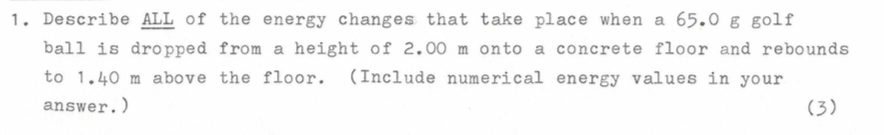 1. Describe ALL of the energy changes that take place when a 65.0 g golf
ball is dropped from a height of 2.00 m onto a concrete floor and rebounds
to 1.40 m above the floor. (Include numerical energy values in your
answer.) (3)